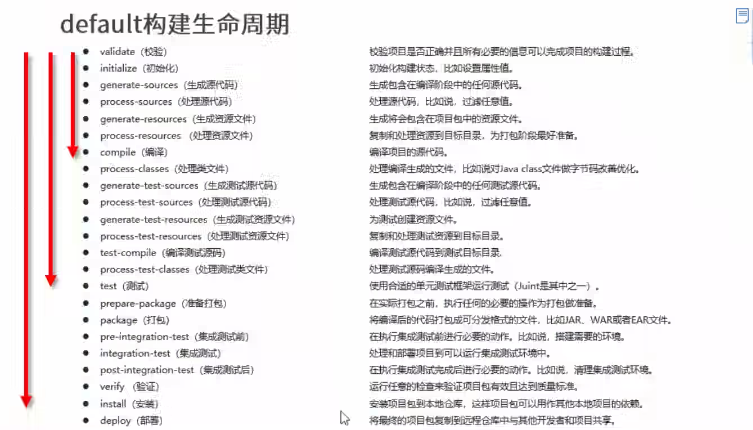 default构建生命周期
validate（校验） 校验项目是否正确并且所有必要的信息可以完成项目的构建过程。
initialize（初始化） 初始化构建状态，比如设置属性值。
generate-sources（生成源代码） 生成包含在编译阶段中的任何源代码。
process-sources（处理源代码） 处理源代码，比如说，过滤任意值。
generate-resources（生成资源文件） 生成将会包含在项目包中的资源文件。
process-resources （处理资源文件） 复制和处理资源到目标目录，为打包阶段最好准备。
compile（编译） 编译项目的源代码。
process-classes（处理类文件） 处理编译生成的文件，比如说对Java class文件做字节码改善优化。
generate-test-sources（生成测试源代码） 生成包含在编译阶段中的任何测试源代码。
process-test-sources（处理测试源代码） 处理测试源代码，比如说，过滤任意值。
generate-test-resources（生成测试资源文件） 为测试创建资源文件。
process-test-resources（处理测试资源文件） 复制和处理测试资源到目标目录。
test-compile（编译测试源码） 编译测试源代码到测试目标目录.
process-test-classes（处理测试类文件） 处理测试源码编译生成的文件。
test（测试） 使用合适的单元测试框架运行测试（Juint是其中之一）。
prepare-package（准备打包） 在实际打包之前，执行任何的必要的操作为打包做准备。
package（打包） 将编译后的代码打包成可分发格式的文件，比如JAR、WAR或者EAR文件。
pre-integration-test（集成测试前） 在执行集成测试前进行必要的动作。比如说，搭建需要的环境。
integration-test（集成测试） 处理和部署项目到可以运行集成测试环境中。
post-integration-test（集成测试后） 在执行集成测试完成后进行必要的动作。比如说，清理集成测试环境。
verify （验证） 运行任意的检查来验证项目包有效且达到质量标准。
install（安装） 安装项目包到本地仓库，这样项目包可以用作其他本地项目的依赖。
deploy（部署） 将最终的项目包复制到远程仓库中与其他开发者和项目共享。